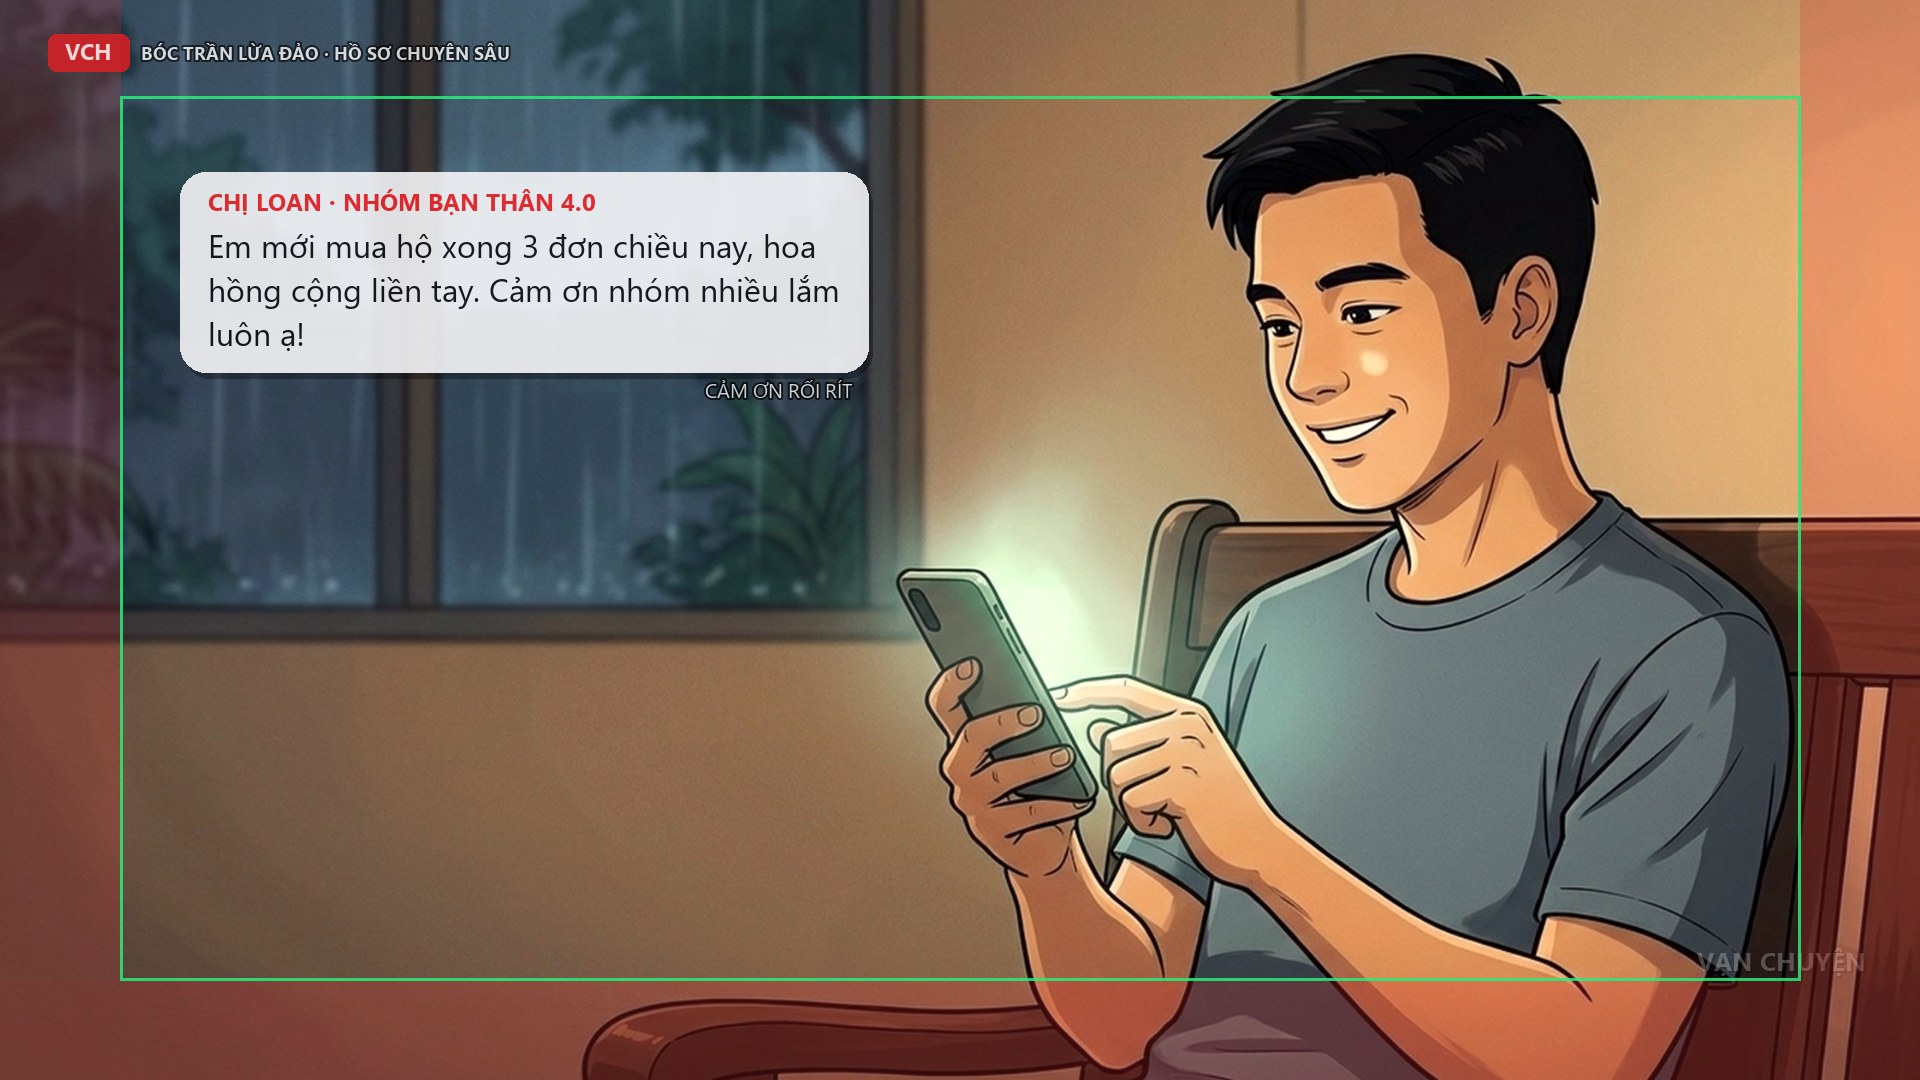 VCH
BÓC TRẦN LỪA ĐẢO · HỒ SƠ CHUYÊN SÂU
CHỊ LOAN · NHÓM BẠN THÂN 4.0
Em mới mua hộ xong 3 đơn chiều nay, hoa
hồng cộng liền tay. Cảm ơn nhóm nhiều lắm
luôn ạ!
CẢM ƠN RỐI RÍT
VẠN CHUYỆN